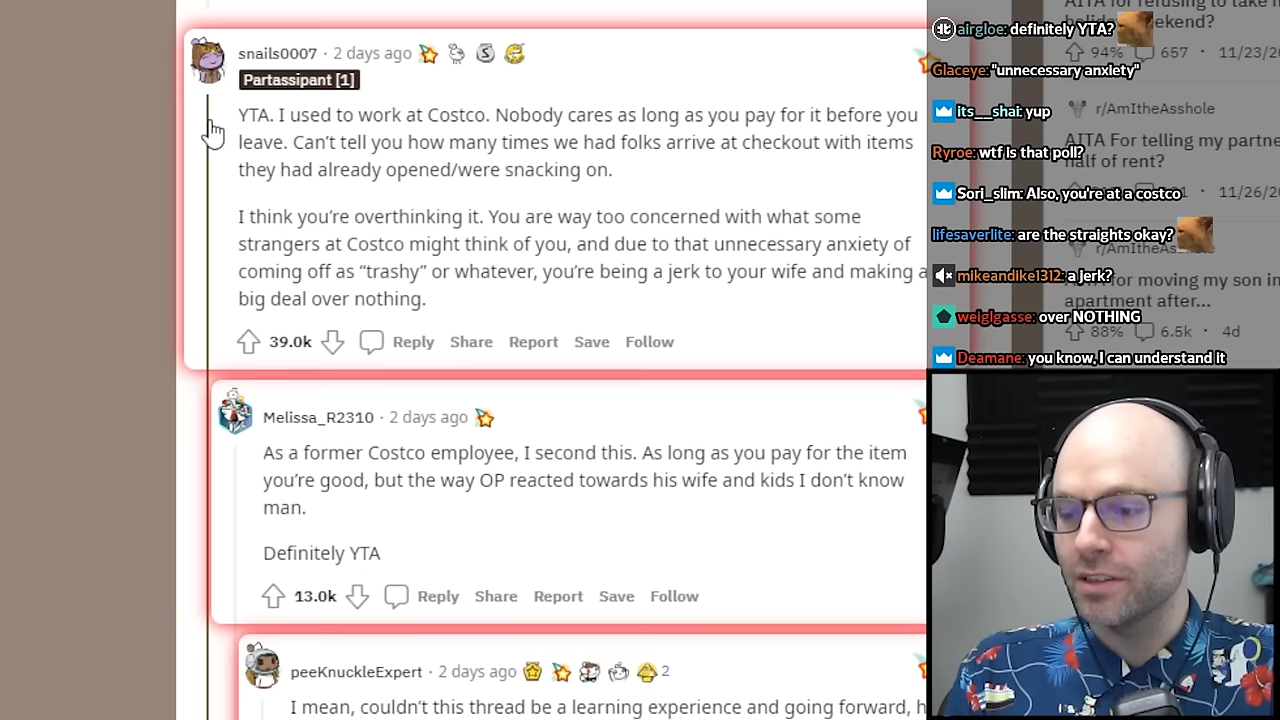 snails0007 · 2 days ago
Partassipant [1]
YTA. I used to work at Costco. Nobody cares as long as you pay for it before you
leave. Can't tell you how many times we had folks arrive at checkout with items
they had already opened/were snacking on.
I think you're overthinking it. You are way too concerned with what some
strangers at Costco might think of you, and due to that unnecessary anxiety of
coming off as “trashy” or whatever, you're being a jerk to your wife and making a
big deal over nothing.
39.0k Reply Share Report Save Follow
Melissa_R2310 · 2 days ago
As a former Costco employee, I second this. As long as you pay for the item
you're good, but the way OP reacted towards his wife and kids I don't know
man.
Definitely YTA
13.0k Reply Share Report Save Follow
peeKnuckleExpert · 2 days ago 2
I mean, couldn't this thread be a learning experience and going forward, h
airgloe: definitely YTA?
Glaceye: "unnecessary anxiety"
its__shai: yup
Ryroe: wtf is that poll?
Sori_slim: Also, you're at a costco
lifesaverlite: are the straights okay?
mikeandike1312: a jerk?
weiglgasse: over NOTHING
Deamane: you know, I can understand it
AITA for refusing to take
ekend?
94% 657 · 11/23/2
r/AmItheAsshole
AITA For telling my partne
half of rent?
11/26/2
r/AmItheAs
for moving my son in
apartment after...
88% 6.5k · 4d